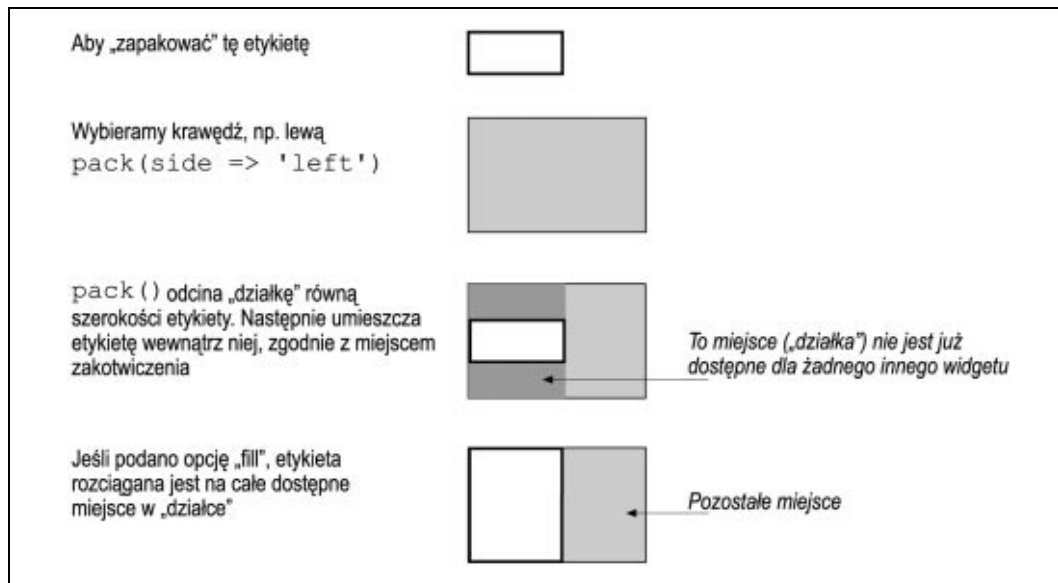 Aby „zapakować” tę etykietę
Wybieramy krawędź, np. lewą
pack(side => 'left')
pack() odcina „działkę” równą
szerokości etykiety. Następnie umieszcza
etykietę wewnątrz niej, zgodnie z miejscem
zakotwiczenia
To miejsce („działka”) nie jest już
dostępne dla żadnego innego widgetu
Jeśli podano opcję „fill”, etykieta
rozciągana jest na całe dostępne
miejsce w „działce”
Pozostałe miejsce